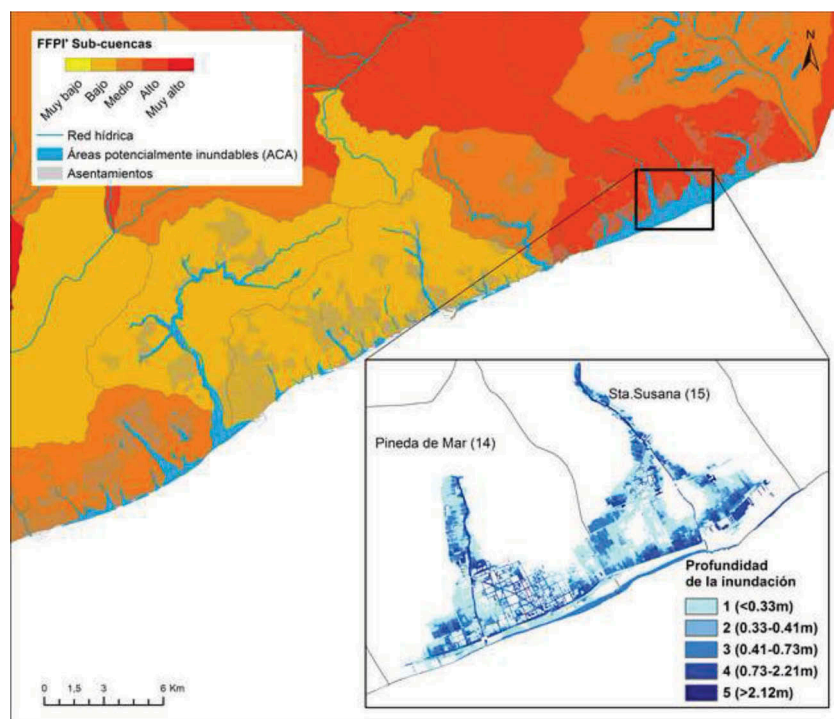 FFPI' Sub-cuencas
Muy bajo
Bajo
Medio
Alto
Muy alto
Red hídrica
Áreas potencialmente inundables (ACA)
Asentamientos
N
Sta.Susana (15)
Pineda de Mar (14)
Profundidad
de la inundación
1 (<0.33m)
2 (0.33-0.41m)
3 (0.41-0.73m)
4 (0.73-2.21m)
5 (>2.12m)
0 1,5 3 6 Km